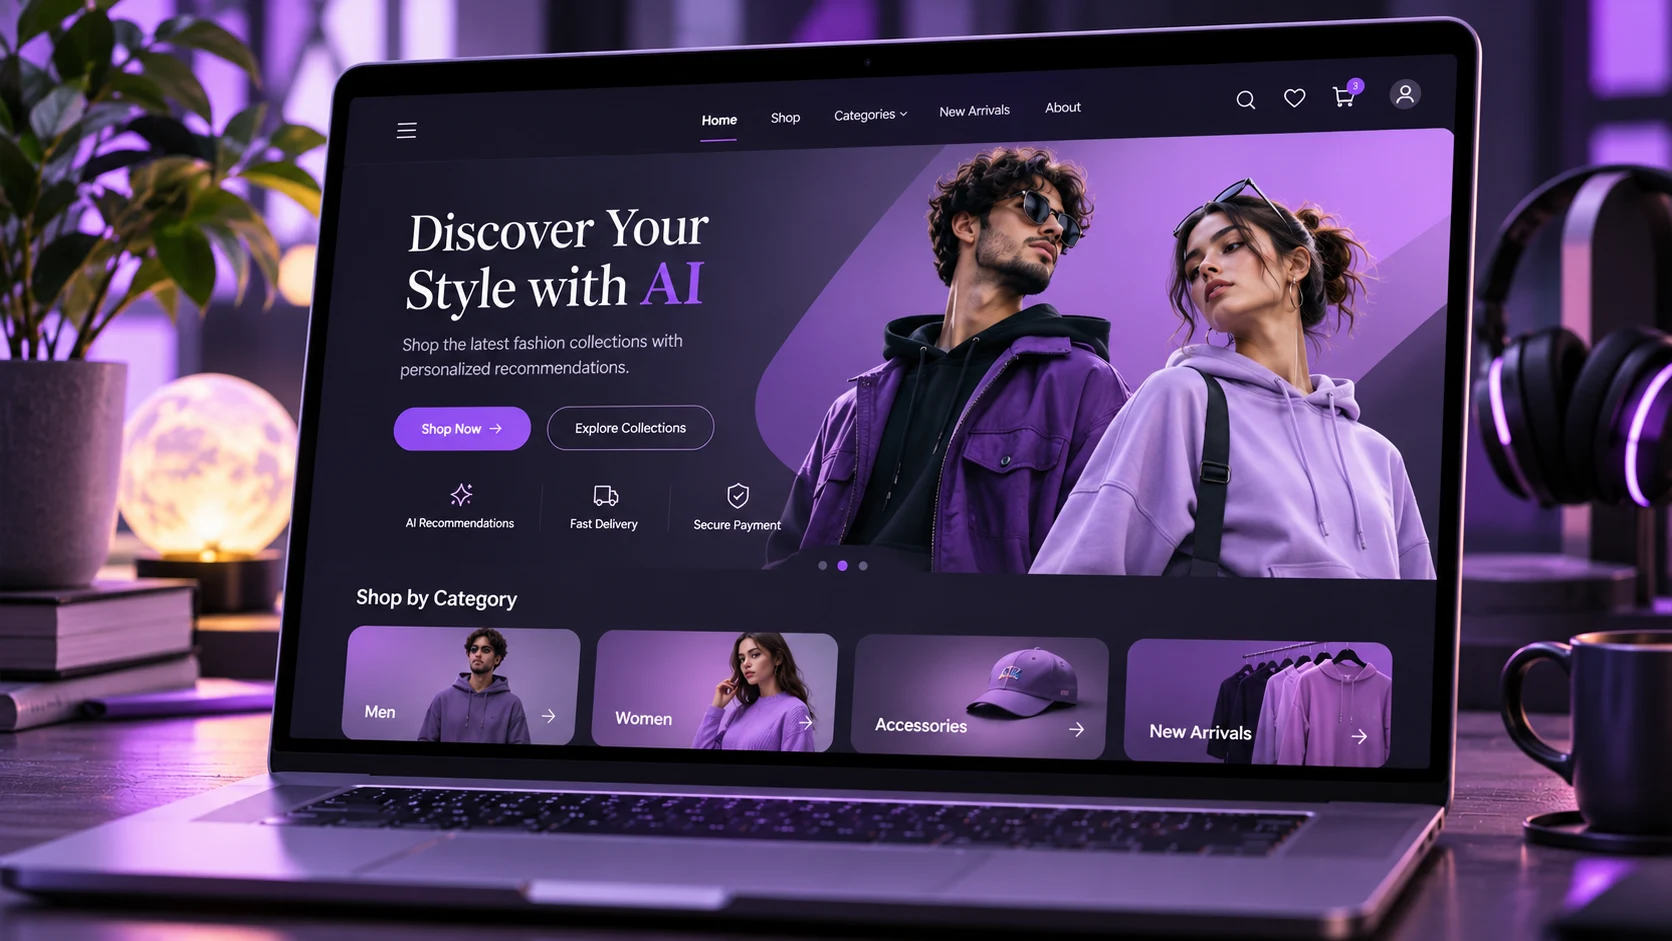 Home
Shop
Categories
New Arrivals
About
3
Discover Your
Style with AI
Shop the latest fashion collections with
personalized recommendations.
Shop Now →
Explore Collections
AI Recommendations
Fast Delivery
Secure Payment
Shop by Category
Men
Women
Accessories
New Arrivals